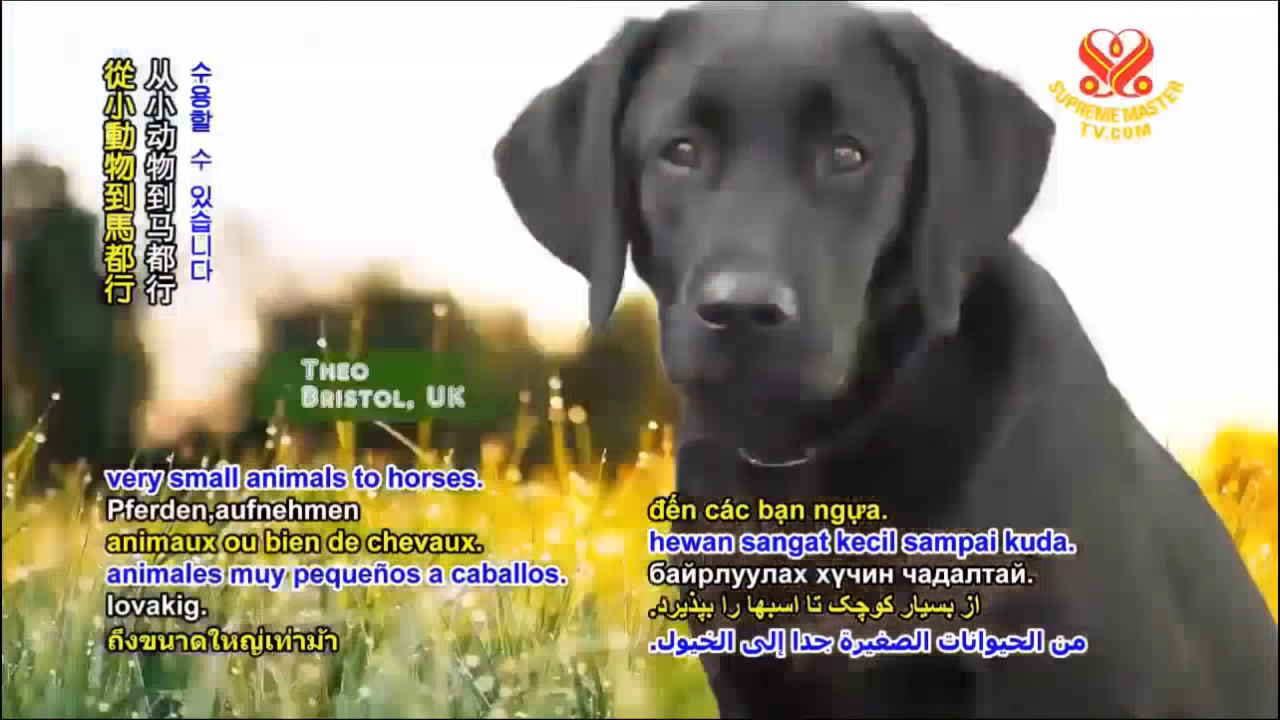 수용할 수 있습니다
从小动物到马都行
從小動物到馬都行
SUPREME MASTER
TV.COM
THEO
BRISTOL, UK
very small animals to horses.
Pferden,aufnehmen
animaux ou bien de chevaux.
animales muy pequeños a caballos.
lovakig.
ถึงขนาดใหญ่เท่าม้า
đến các bạn ngựa.
hewan sangat kecil sampai kuda.
байрлуулах хүчин чадалтай.
از بسیار کوچک تا اسبها را بپذیرد.
من الحيوانات الصغيرة جدا إلى الخيول.